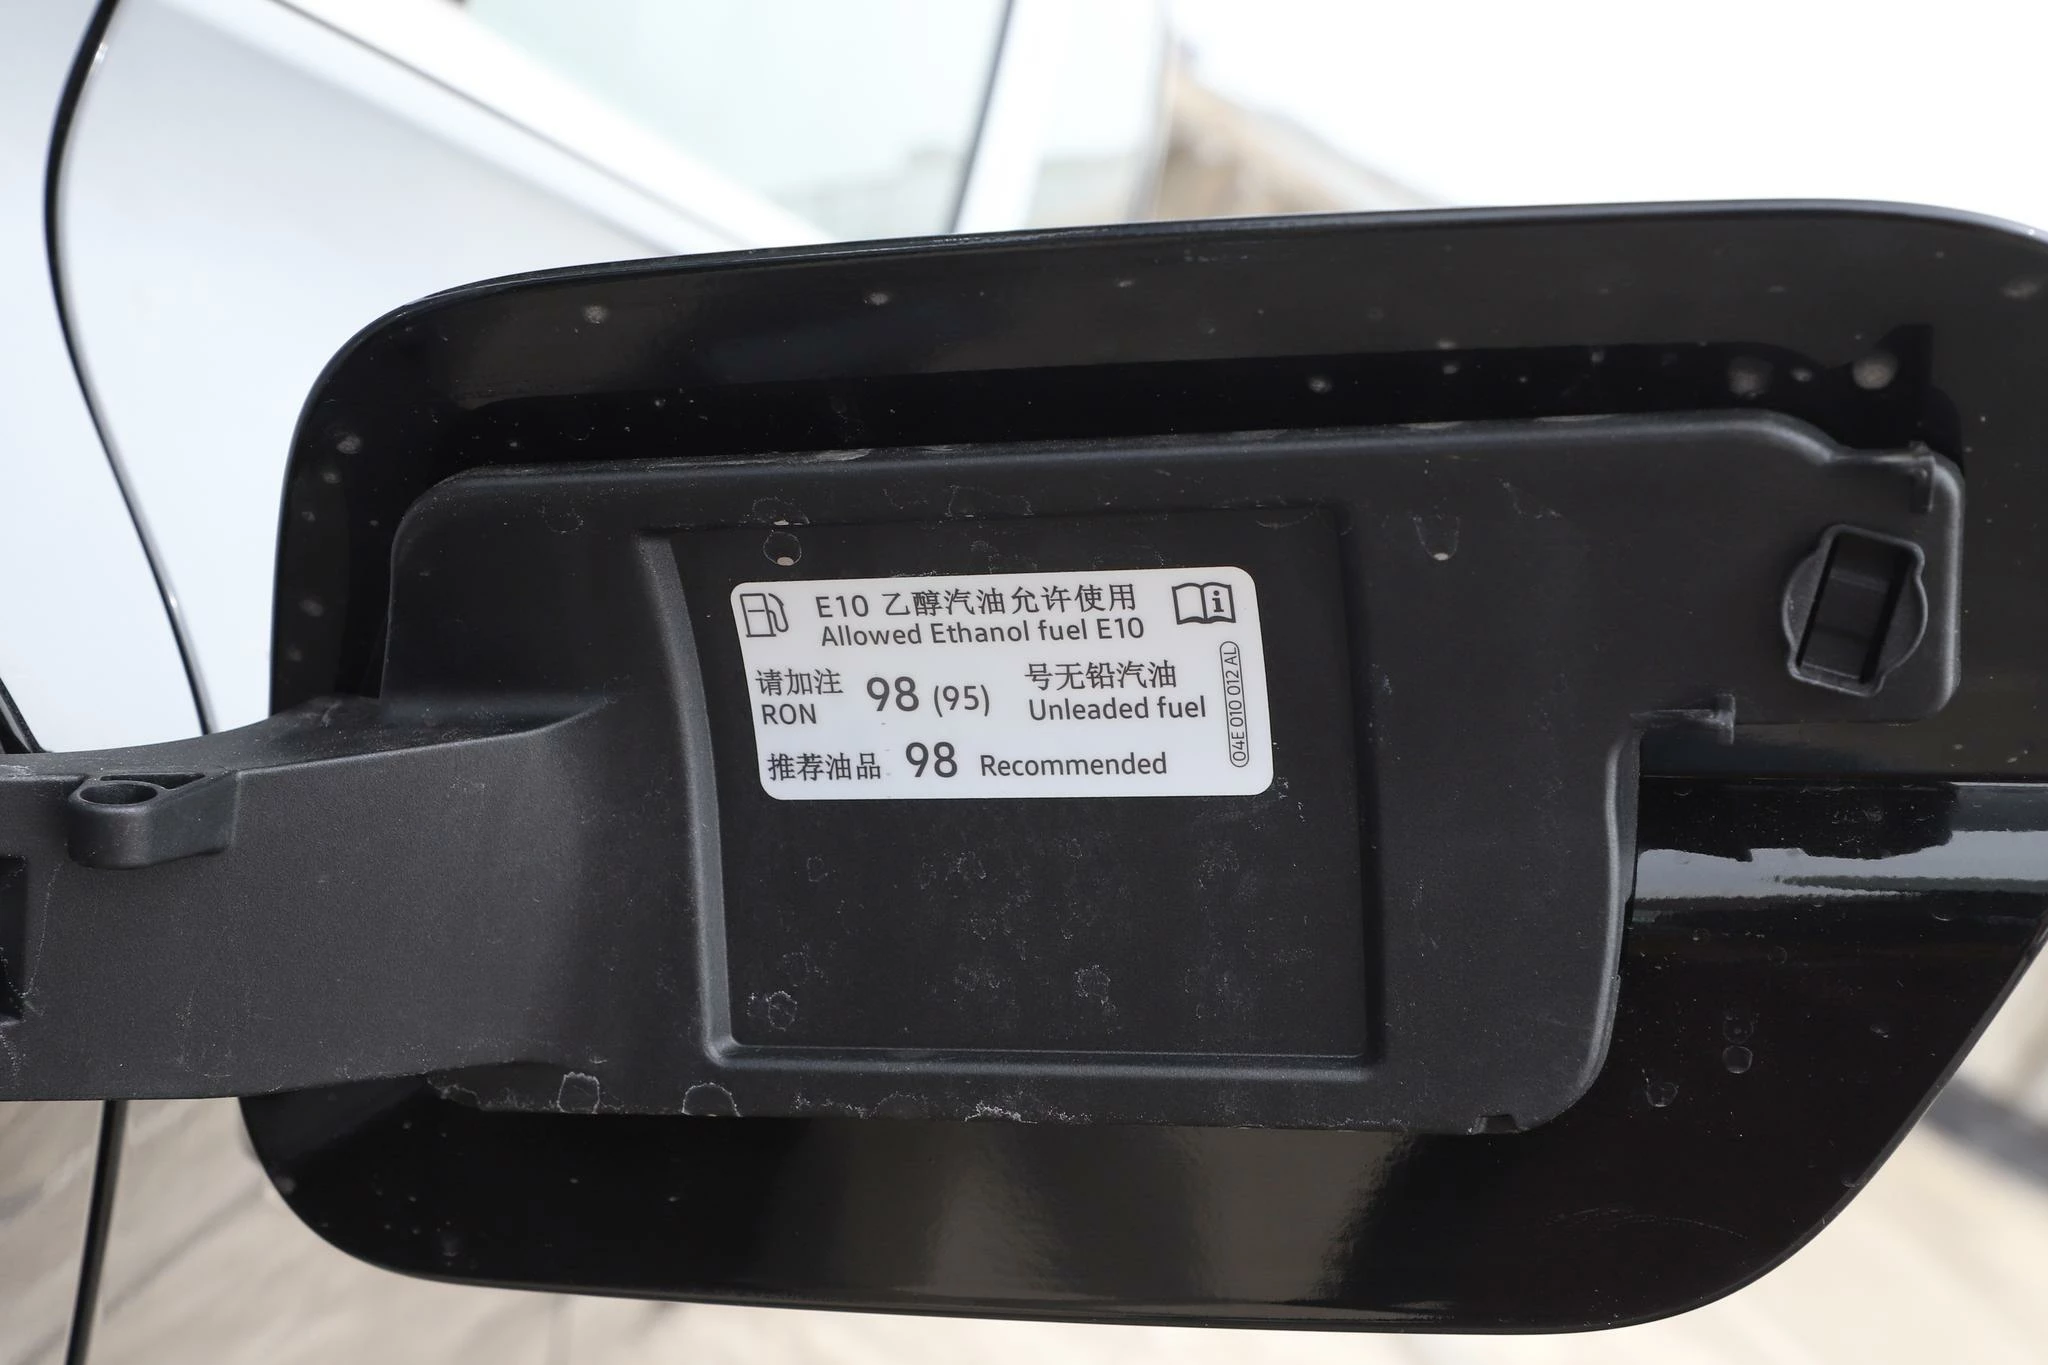 E10 乙醇汽油允许使用
Allowed Ethanol fuel E10
请加注 98 (95) 号无铅汽油
RON Unleaded fuel
推荐油品 98 Recommended
04E 010 012 AL